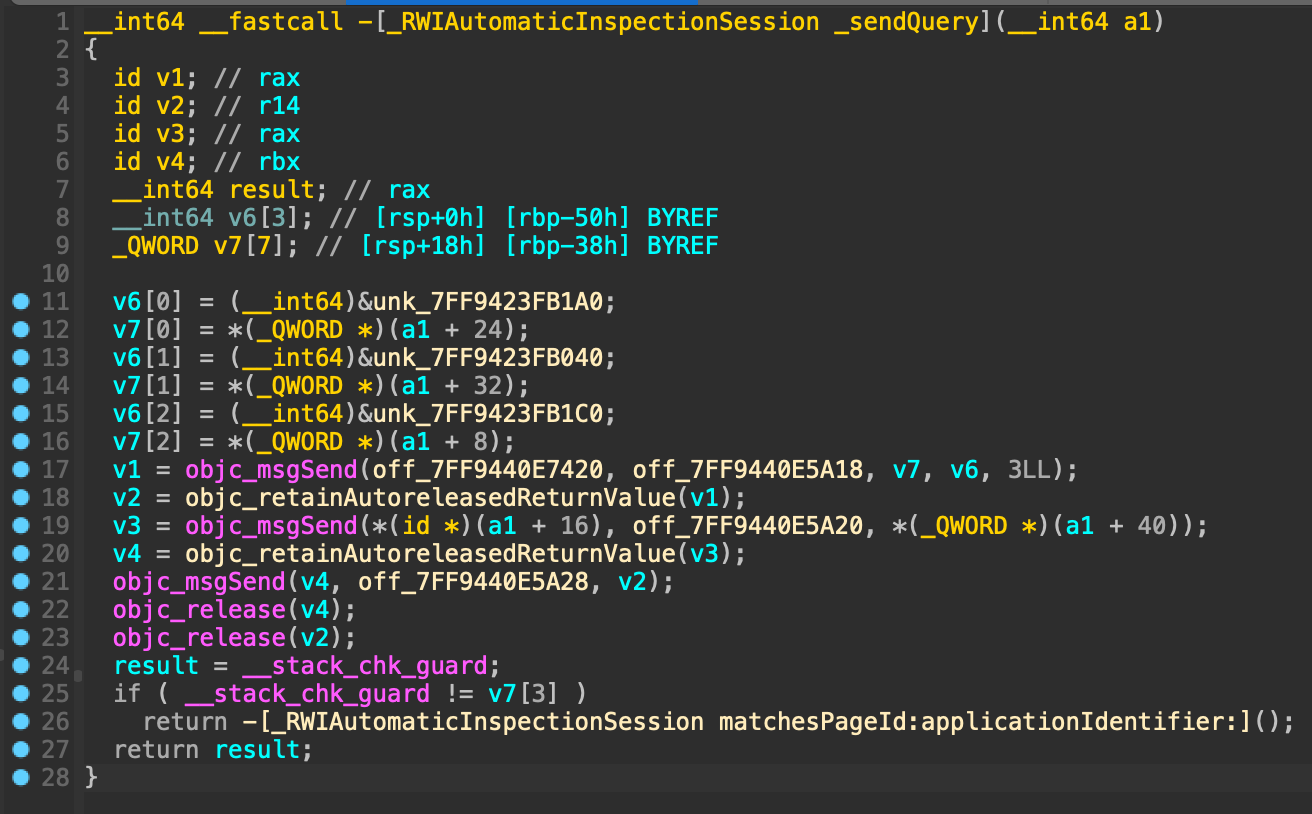 1 __int64 __fastcall -[_RWIAutomaticInspectionSession _sendQuery](__int64 a1)
2 {
3   id v1; // rax
4   id v2; // r14
5   id v3; // rax
6   id v4; // rbx
7   __int64 result; // rax
8   __int64 v6[3]; // [rsp+0h] [rbp-50h] BYREF
9   _QWORD v7[7]; // [rsp+18h] [rbp-38h] BYREF
10
11   v6[0] = (__int64)&unk_7FF9423FB1A0;
12   v7[0] = *(_QWORD *)(a1 + 24);
13   v6[1] = (__int64)&unk_7FF9423FB040;
14   v7[1] = *(_QWORD *)(a1 + 32);
15   v6[2] = (__int64)&unk_7FF9423FB1C0;
16   v7[2] = *(_QWORD *)(a1 + 8);
17   v1 = objc_msgSend(off_7FF9440E7420, off_7FF9440E5A18, v7, v6, 3LL);
18   v2 = objc_retainAutoreleasedReturnValue(v1);
19   v3 = objc_msgSend(*(id *)(a1 + 16), off_7FF9440E5A20, *(_QWORD *)(a1 + 40));
20   v4 = objc_retainAutoreleasedReturnValue(v3);
21   objc_msgSend(v4, off_7FF9440E5A28, v2);
22   objc_release(v4);
23   objc_release(v2);
24   result = __stack_chk_guard;
25   if ( __stack_chk_guard != v7[3] )
26     return -[_RWIAutomaticInspectionSession matchesPageId:applicationIdentifier:]();
27   return result;
28 }